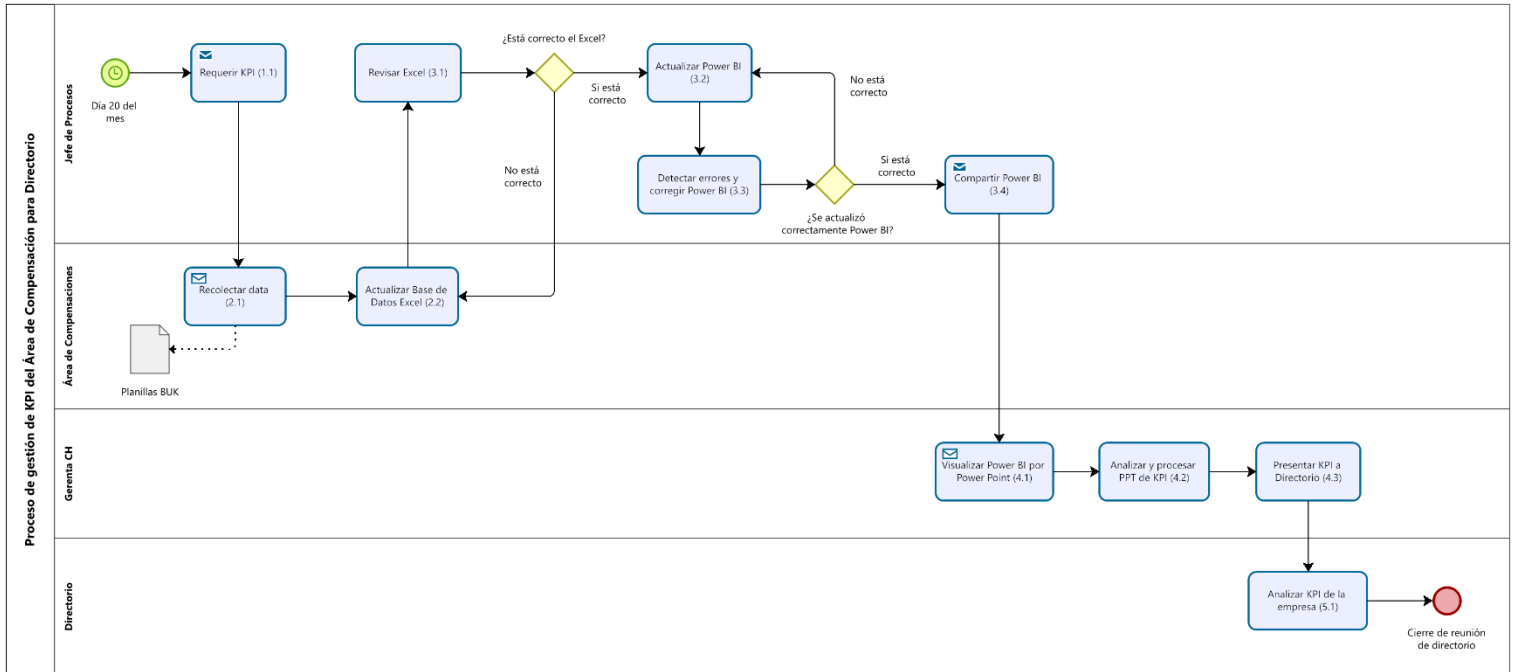 Proceso de gestión de KPI del Área de Compensación para Directorio
Jefe de Procesos
Día 20 del
mes
Requerir KPI (1.1)
Revisar Excel (3.1)
¿Está correcto el Excel?
Si está
correcto
No está
correcto
Actualizar Power BI
(3.2)
Detectar errores y
corregir Power BI (3.3)
No está
correcto
¿Se actualizó
correctamente Power BI?
Si está
correcto
Compartir Power BI
(3.4)
Área de Compensaciones
Recolectar data
(2.1)
Planillas BUK
Actualizar Base de
Datos Excel (2.2)
Gerenta CH
Visualizar Power BI por
Power Point (4.1)
Analizar y procesar
PPT de KPI (4.2)
Presentar KPI a
Directorio (4.3)
Directorio
Analizar KPI de la
empresa (5.1)
Cierre de reunión
de directorio